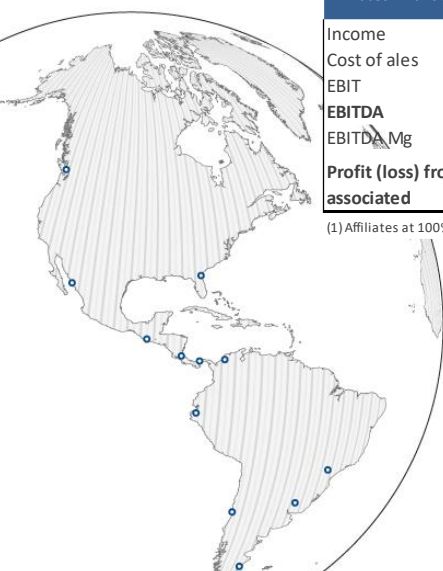 Income
Cost of ales
EBIT
EBITDA
EBITDA Mg
Profit (loss) fro
associated
(1) Affiliates at 100%